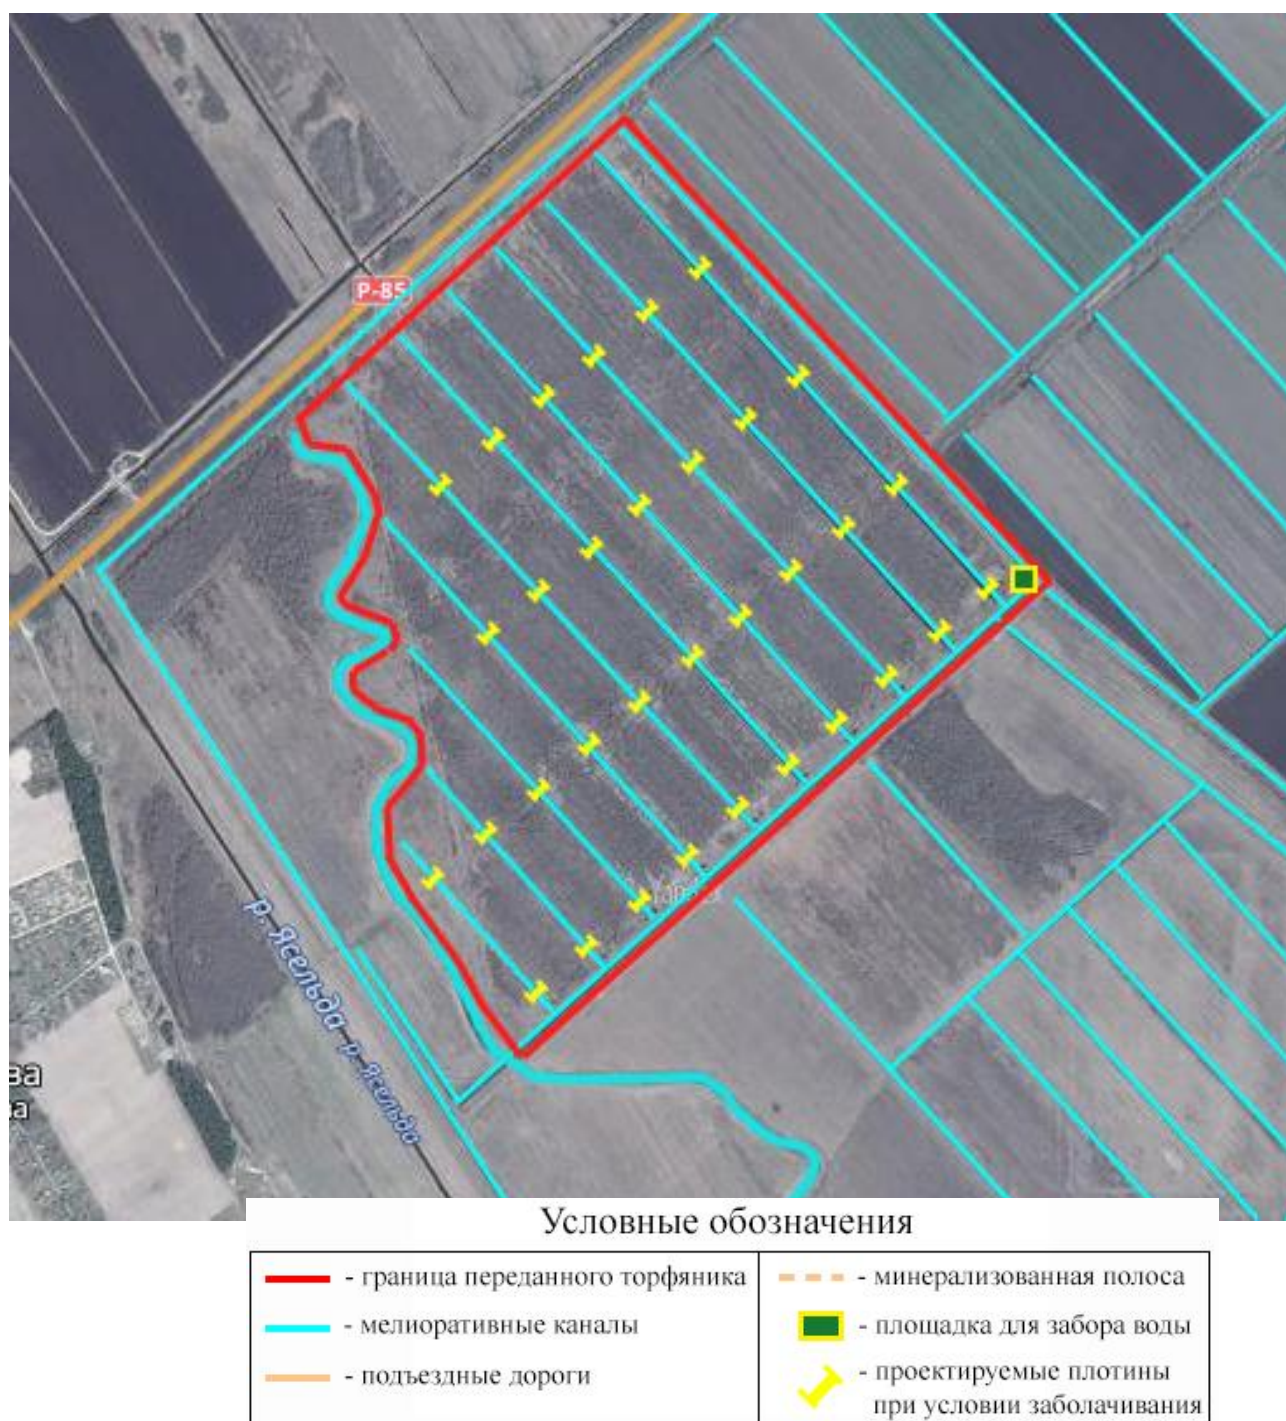 Р-85
р. Ясельда
р. Ясельда
ва
Условные обозначения
- граница переданного торфяника
- мелиоративные каналы
- подъездные дороги
- минерализованная полоса
- площадка для забора воды
- проектируемые плотины
при условии заболачивания